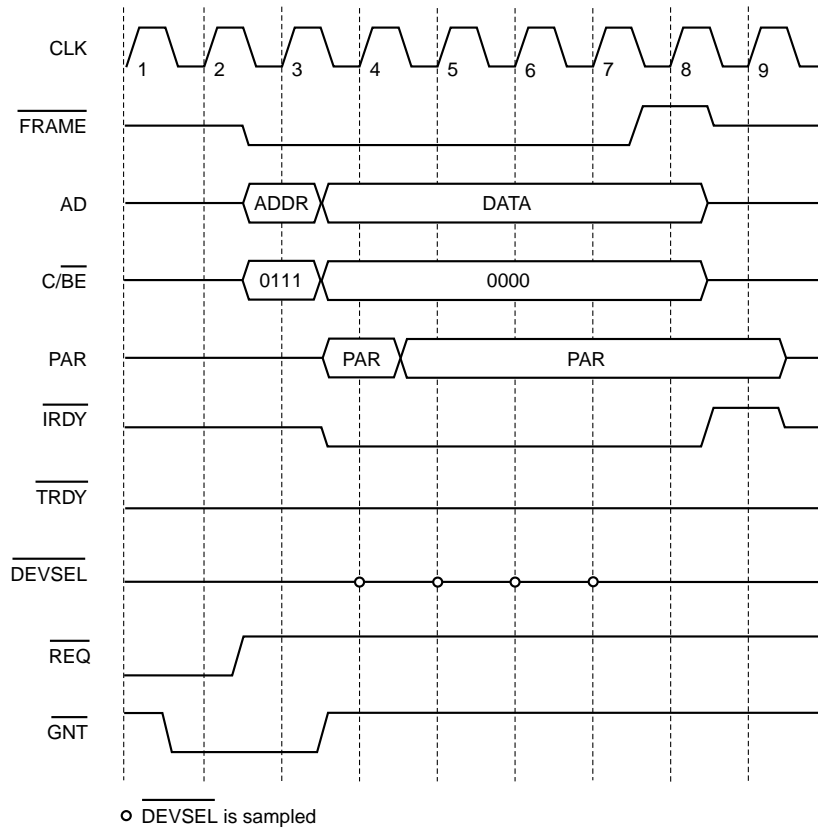 CLK
1 2 3 4 5 6 7 8 9
FRAME
AD ADDR DATA
C/BE 0111 0000
PAR PAR PAR
IRDY
TRDY
DEVSEL
REQ
GNT
DEVSEL is sampled